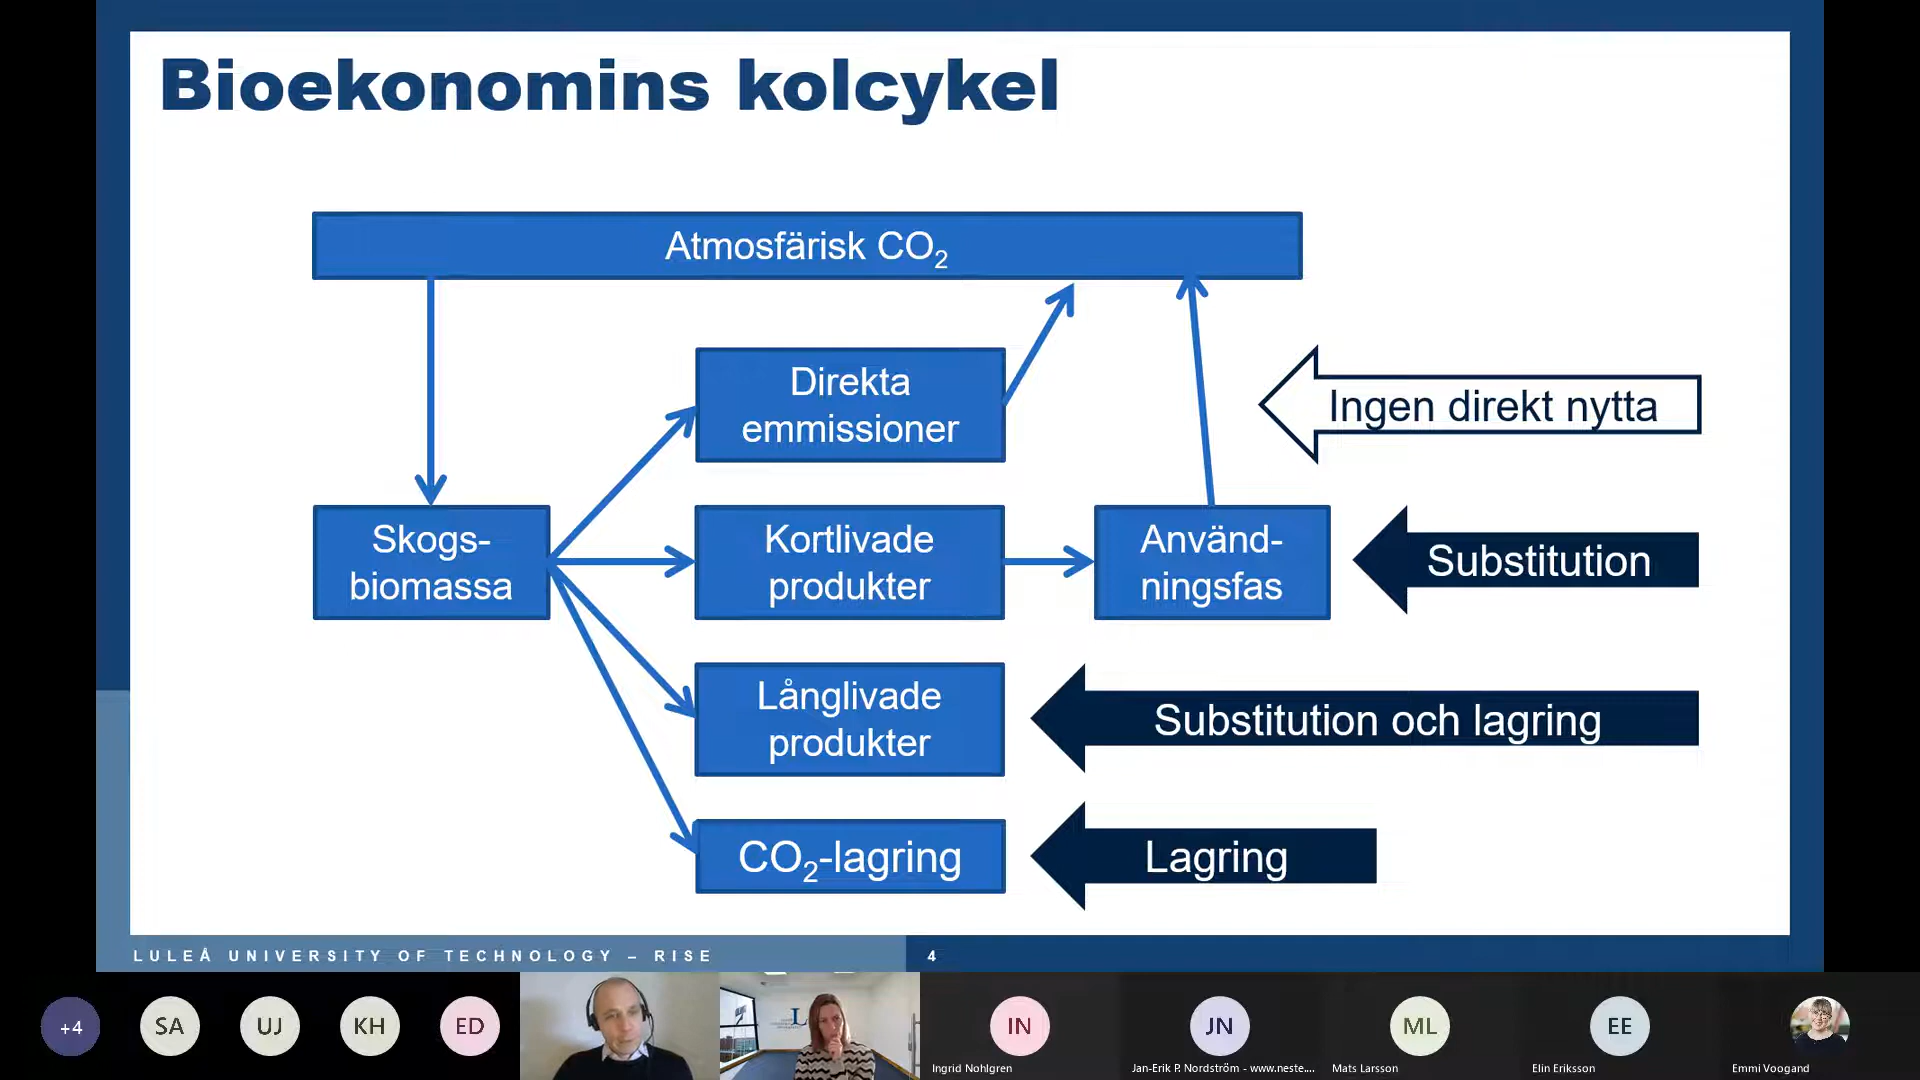 Bioekonomins kolcykel
Atmosfärisk CO2
Direkta
emmissioner
Ingen direkt nytta
Skogs-
biomassa
Kortlivade
produkter
Använd-
ningsfas
Substitution
Långlivade
produkter
Substitution och lagring
CO2-lagring
Lagring
LULEÅ UNIVERSITY OF TECHNOLOGY – RISE
4
+4
SA
UJ
KH
ED
L
IN
JN
ML
EE
Ingrid Nohlgren
Jan-Erik P. Nordström - www.neste....
Mats Larsson
Elin Eriksson
Emmi Voogand